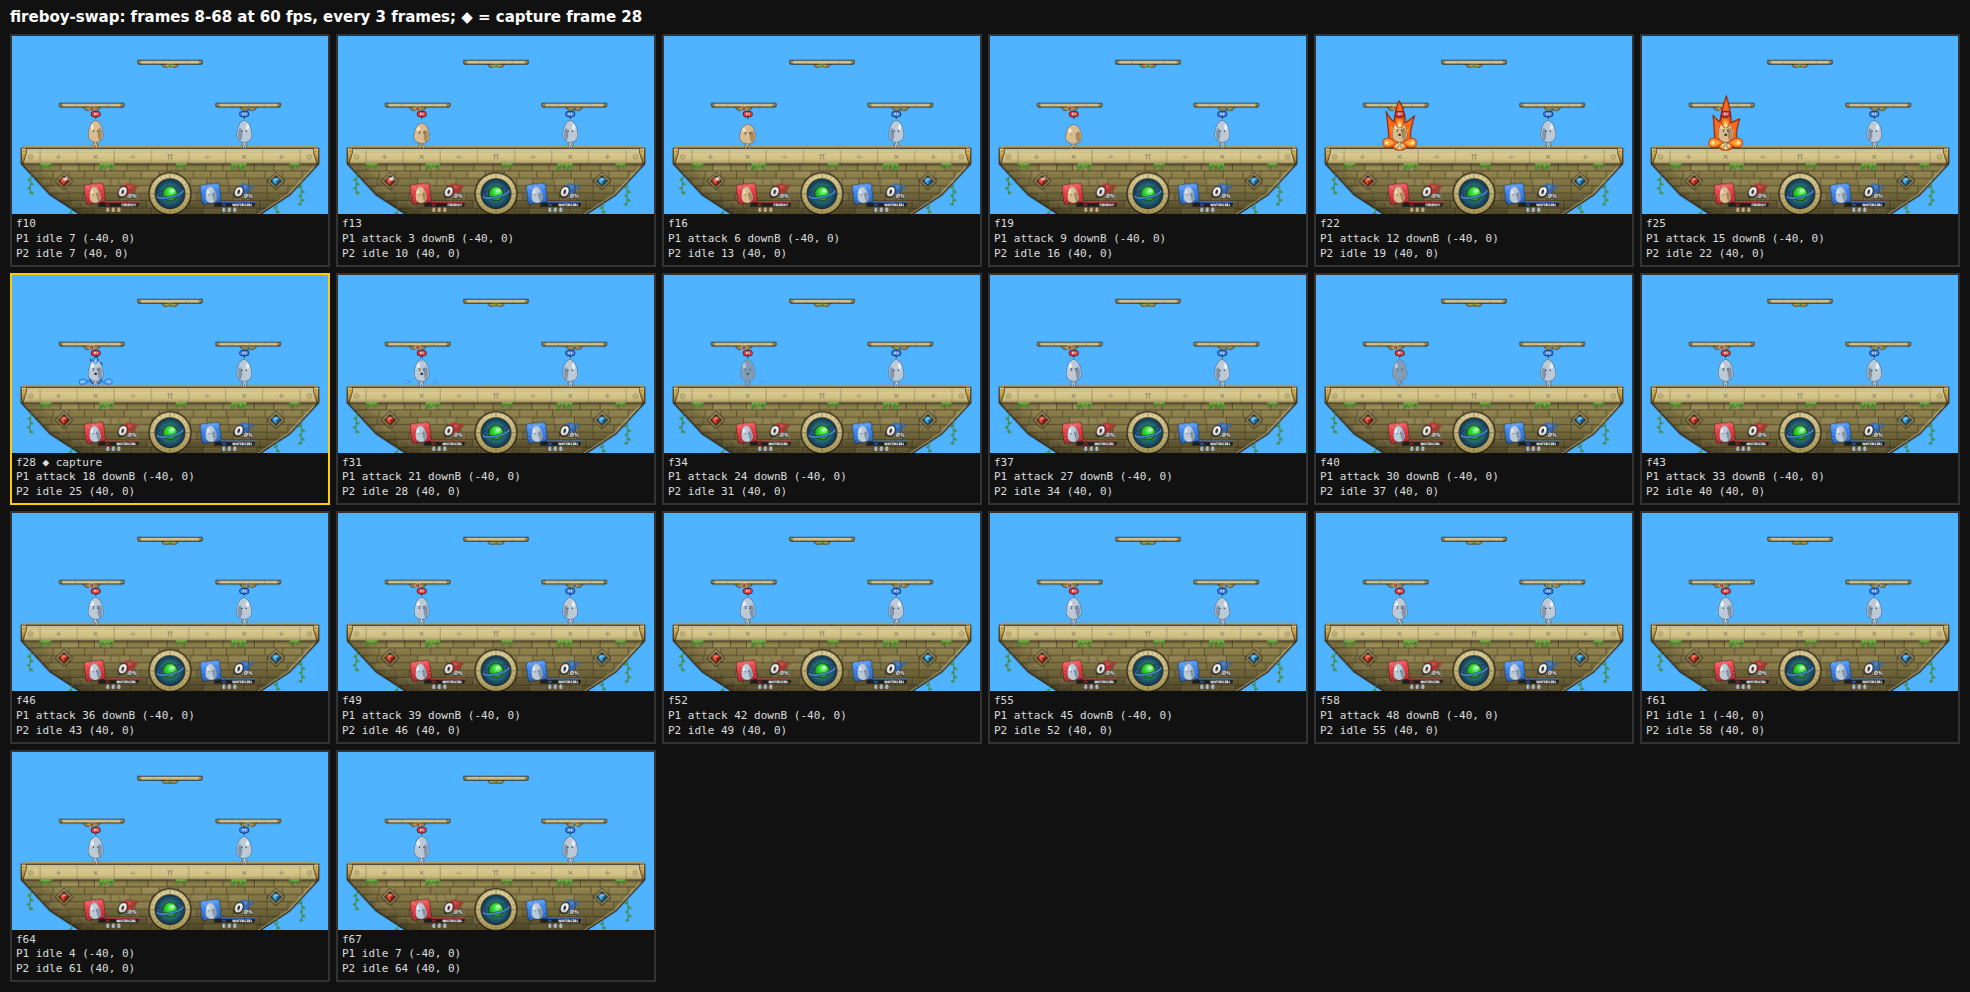 fireboy-swap: frames 8-68 at 60 fps, every 3 frames; ◆ = capture frame 28
f10
P1 idle 7 (-40, 0)
P2 idle 7 (40, 0)
f13
P1 attack 3 downB (-40, 0)
P2 idle 10 (40, 0)
f16
P1 attack 6 downB (-40, 0)
P2 idle 13 (40, 0)
f19
P1 attack 9 downB (-40, 0)
P2 idle 16 (40, 0)
f22
P1 attack 12 downB (-40, 0)
P2 idle 19 (40, 0)
f25
P1 attack 15 downB (-40, 0)
P2 idle 22 (40, 0)
f28 ◆ capture
P1 attack 18 downB (-40, 0)
P2 idle 25 (40, 0)
f31
P1 attack 21 downB (-40, 0)
P2 idle 28 (40, 0)
f34
P1 attack 24 downB (-40, 0)
P2 idle 31 (40, 0)
f37
P1 attack 27 downB (-40, 0)
P2 idle 34 (40, 0)
f40
P1 attack 30 downB (-40, 0)
P2 idle 37 (40, 0)
f43
P1 attack 33 downB (-40, 0)
P2 idle 40 (40, 0)
f46
P1 attack 36 downB (-40, 0)
P2 idle 43 (40, 0)
f49
P1 attack 39 downB (-40, 0)
P2 idle 46 (40, 0)
f52
P1 attack 42 downB (-40, 0)
P2 idle 49 (40, 0)
f55
P1 attack 45 downB (-40, 0)
P2 idle 52 (40, 0)
f58
P1 attack 48 downB (-40, 0)
P2 idle 55 (40, 0)
f61
P1 idle 1 (-40, 0)
P2 idle 58 (40, 0)
f64
P1 idle 4 (-40, 0)
P2 idle 61 (40, 0)
f67
P1 idle 7 (-40, 0)
P2 idle 64 (40, 0)